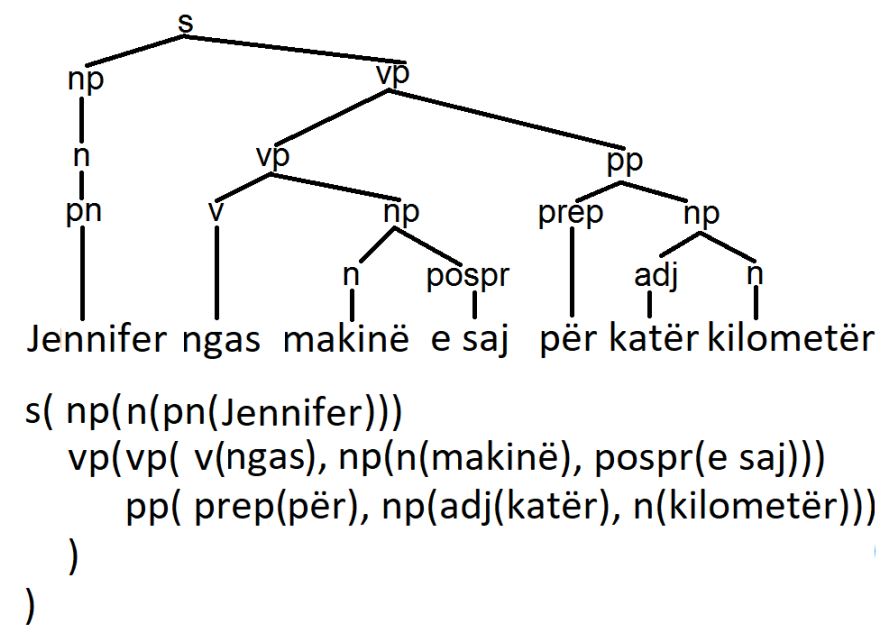 s
np vp
n vp pp
pn v np prep np
n pospr adj n
Jennifer ngas makinë e saj për katër kilometër
s( np(n(pn(Jennifer)))
vp(vp( v(ngas), np(n(makinë), pospr(e saj)))
pp( prep(për), np(adj(katër), n(kilometër)))
)
)